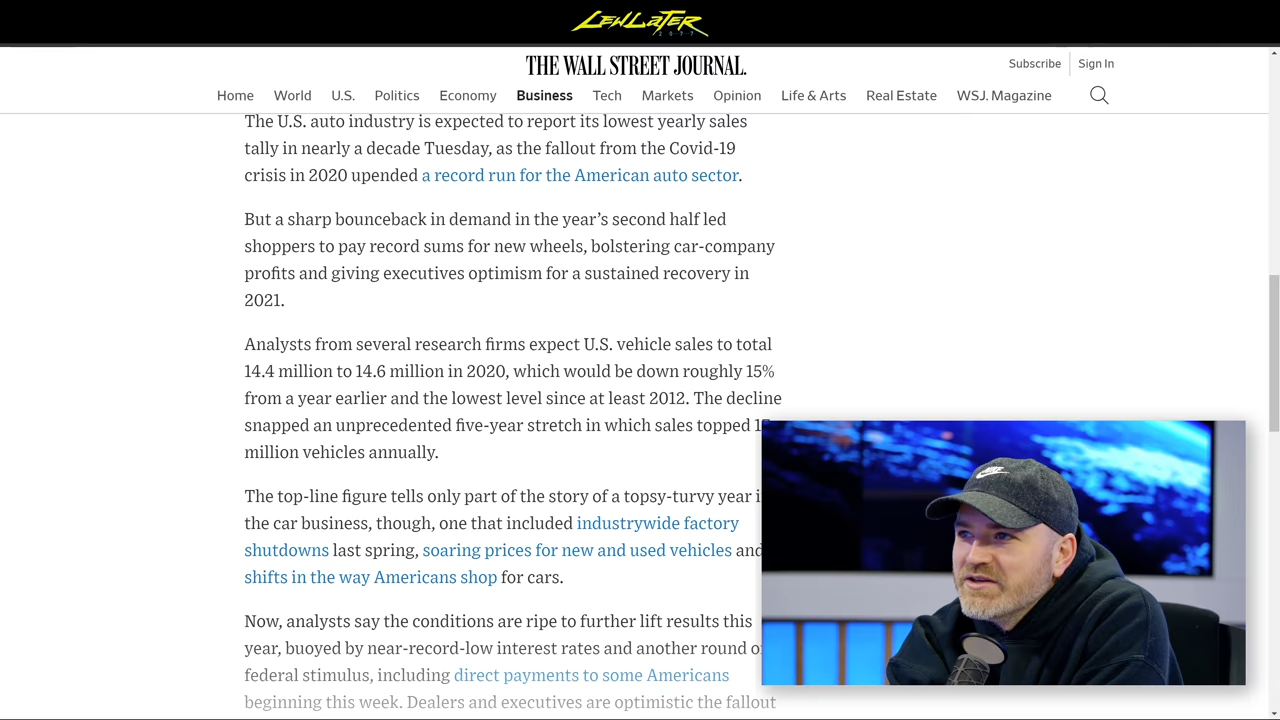 LEWLATER
2077
THE WALL STREET JOURNAL.
Subscribe
Sign In
Home World U.S. Politics Economy Business Tech Markets Opinion Life & Arts Real Estate WSJ. Magazine
The U.S. auto industry is expected to report its lowest yearly sales
tally in nearly a decade Tuesday, as the fallout from the Covid-19
crisis in 2020 upended a record run for the American auto sector.
But a sharp bounceback in demand in the year’s second half led
shoppers to pay record sums for new wheels, bolstering car-company
profits and giving executives optimism for a sustained recovery in
2021.
Analysts from several research firms expect U.S. vehicle sales to total
14.4 million to 14.6 million in 2020, which would be down roughly 15%
from a year earlier and the lowest level since at least 2012. The decline
snapped an unprecedented five-year stretch in which sales topped
million vehicles annually.
The top-line figure tells only part of the story of a topsy-turvy year
the car business, though, one that included industrywide factory
shutdowns last spring, soaring prices for new and used vehicles and
shifts in the way Americans shop for cars.
Now, analysts say the conditions are ripe to further lift results this
year, buoyed by near-record-low interest rates and another round
federal stimulus, including direct payments to some Americans
beginning this week. Dealers and executives are optimistic the fallout